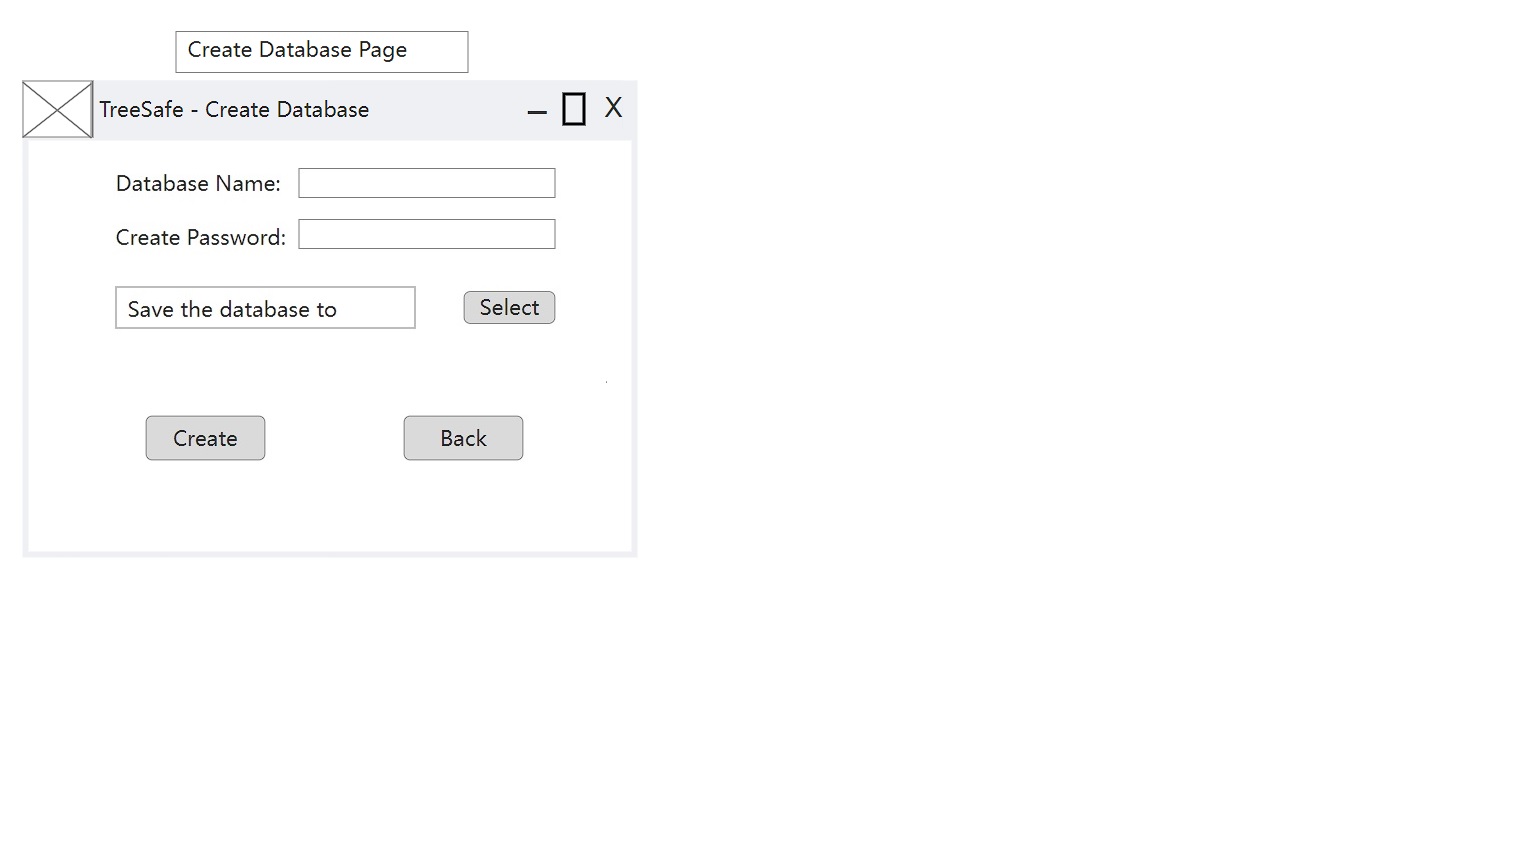 Create Database Page
TreeSafe - Create Database
X
Database Name:
Create Password:
Save the database to
Select
Create
Back